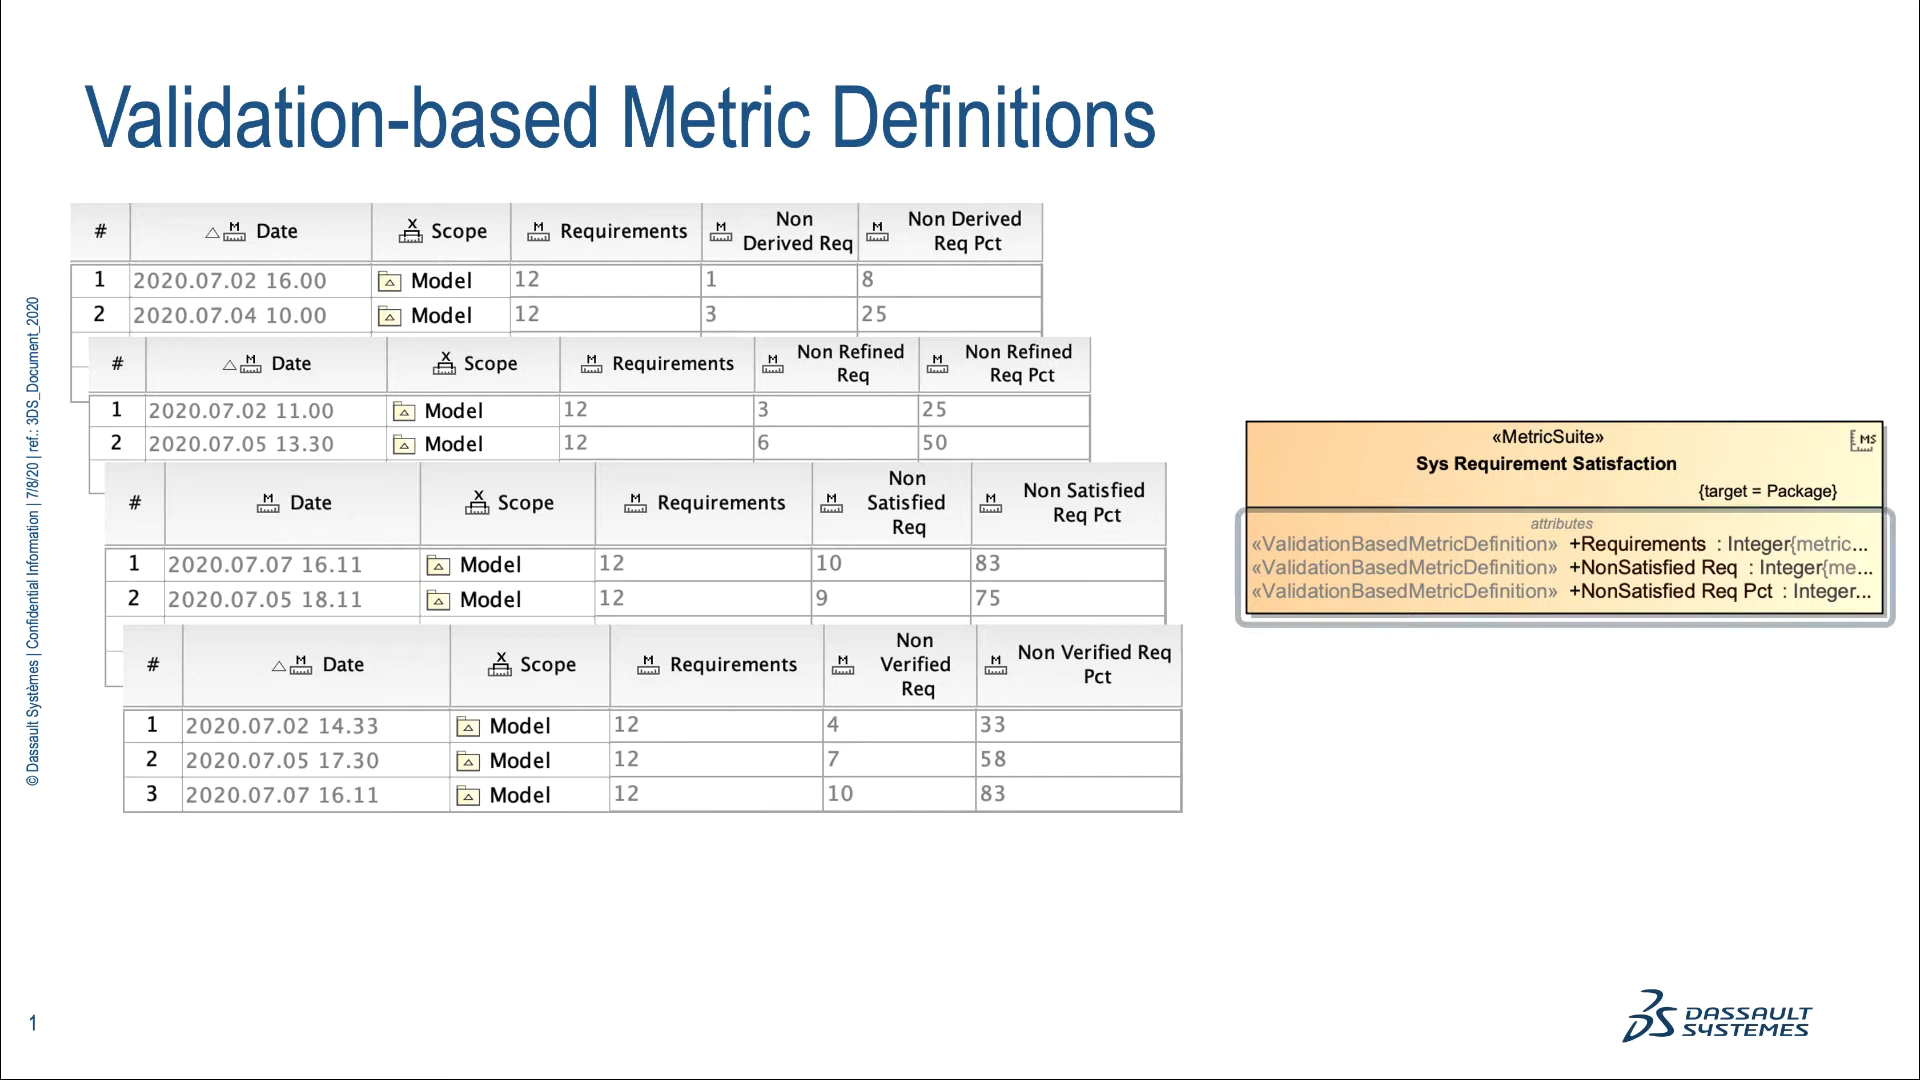 Validation-based Metric Definitions
# Date Scope Requirements Non Derived Req Non Derived Req Pct
1 2020.07.02 16.00 Model 12 1 8
2 2020.07.04 10.00 Model 12 3 25
# Date Scope Requirements Non Refined Req Non Refined Req Pct
1 2020.07.02 11.00 Model 12 3 25
2 2020.07.05 13.30 Model 12 6 50
# Date Scope Requirements Non Satisfied Req Non Satisfied Req Pct
1 2020.07.07 16.11 Model 12 10 83
2 2020.07.05 18.11 Model 12 9 75
# Date Scope Requirements Non Verified Req Non Verified Req Pct
1 2020.07.02 14.33 Model 12 4 33
2 2020.07.05 17.30 Model 12 7 58
3 2020.07.07 16.11 Model 12 10 83
«MetricSuite» MS
Sys Requirement Satisfaction
{target = Package}
attributes
«ValidationBasedMetricDefinition» +Requirements : Integer{metric...
«ValidationBasedMetricDefinition» +NonSatisfied Req : Integer{me...
«ValidationBasedMetricDefinition» +NonSatisfied Req Pct : Integer...
© Dassault Systèmes | Confidential Information | 7/8/20 | ref.: 3DS_Document_2020
1
3DS DASSAULT
SYSTEMES